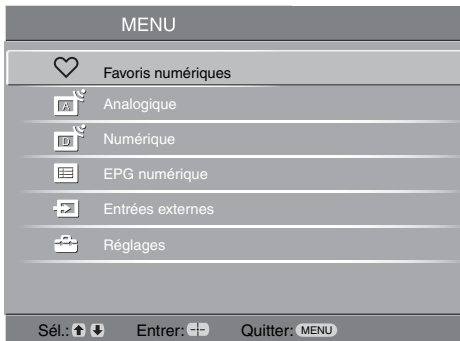 MENU
Favoris numériques
A Analogique
D Numérique
EPG numérique
Entrées externes
Réglages
Sél.: Entrer: Quitter: MENU